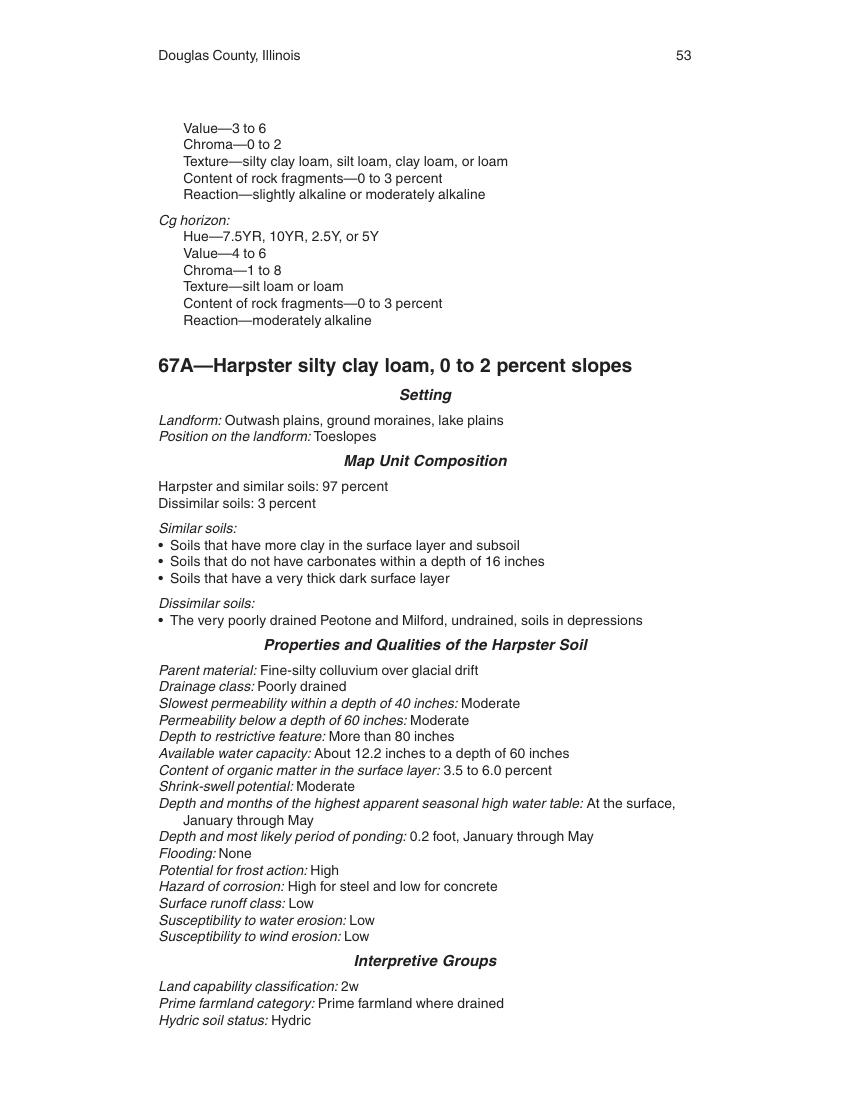 Douglas County, Illinois 53
Value—3 to 6
Chroma—0 to 2
Texture—silty clay loam, silt loam, clay loam, or loam
Content of rock fragments—0 to 3 percent
Reaction—slightly alkaline or moderately alkaline
Cg horizon:
Hue—7.5YR, 10YR, 2.5Y, or 5Y
Value—4 to 6
Chroma—1 to 8
Texture—silt loam or loam
Content of rock fragments—0 to 3 percent
Reaction—moderately alkaline
67A—Harpster silty clay loam, 0 to 2 percent slopes
Setting
Landform: Outwash plains, ground moraines, lake plains
Position on the landform: Toeslopes
Map Unit Composition
Harpster and similar soils: 97 percent
Dissimilar soils: 3 percent
Similar soils:
• Soils that have more clay in the surface layer and subsoil
• Soils that do not have carbonates within a depth of 16 inches
• Soils that have a very thick dark surface layer
Dissimilar soils:
• The very poorly drained Peotone and Milford, undrained, soils in depressions
Properties and Qualities of the Harpster Soil
Parent material: Fine-silty colluvium over glacial drift
Drainage class: Poorly drained
Slowest permeability within a depth of 40 inches: Moderate
Permeability below a depth of 60 inches: Moderate
Depth to restrictive feature: More than 80 inches
Available water capacity: About 12.2 inches to a depth of 60 inches
Content of organic matter in the surface layer: 3.5 to 6.0 percent
Shrink-swell potential: Moderate
Depth and months of the highest apparent seasonal high water table: At the surface,
January through May
Depth and most likely period of ponding: 0.2 foot, January through May
Flooding: None
Potential for frost action: High
Hazard of corrosion: High for steel and low for concrete
Surface runoff class: Low
Susceptibility to water erosion: Low
Susceptibility to wind erosion: Low
Interpretive Groups
Land capability classification: 2w
Prime farmland category: Prime farmland where drained
Hydric soil status: Hydric